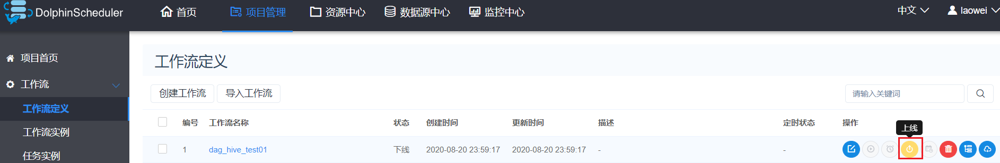 DolphinScheduler 首页 项目管理 资源中心 数据源中心 监控中心 中文 laowei
项目首页
工作流
工作流定义
工作流实例
任务实例
工作流定义
创建工作流 导入工作流 请输入关键词
编号 工作流名称 状态 创建时间 更新时间 描述 定时状态 操作
上线
1 dag_hive_test01 下线 2020-08-20 23:59:17 2020-08-20 23:59:17 - -